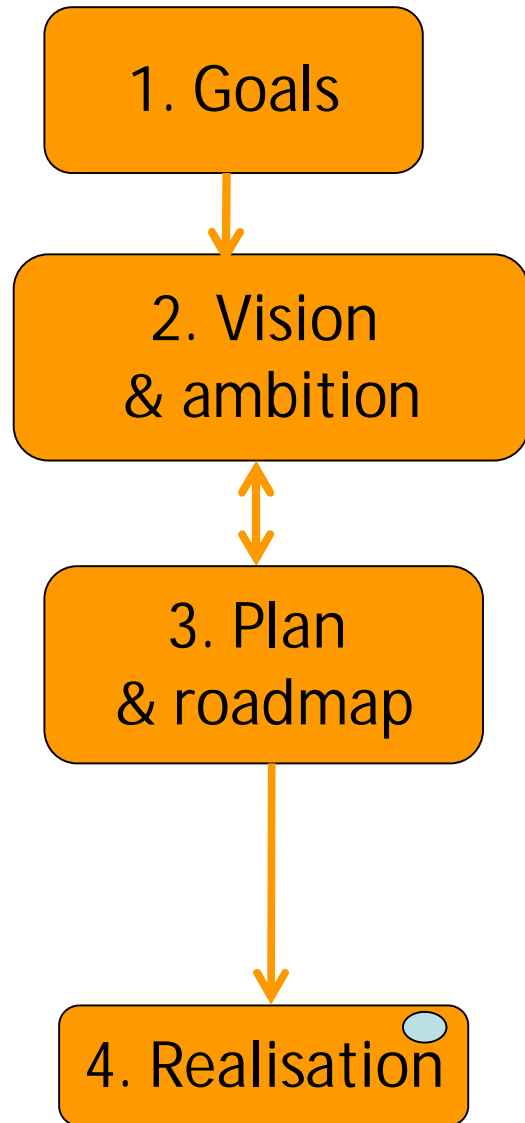 1. Goals
2. Vision
& ambition
3. Plan
& roadmap
4. Realisation